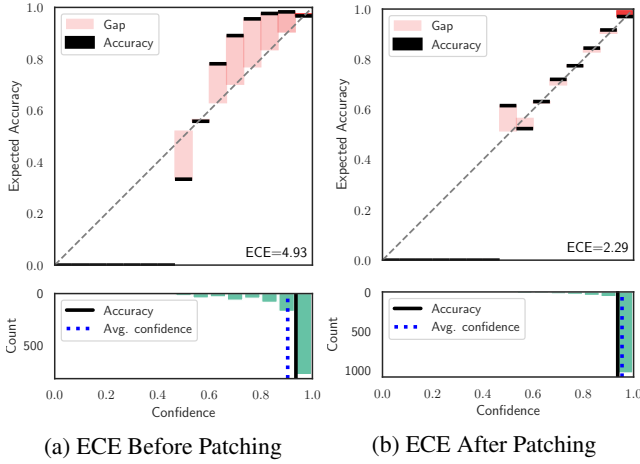 1.0
0.8
0.6
0.4
0.2
0.0
Expected Accuracy
Gap
Accuracy
ECE=4.93
0
500
Count
Accuracy
Avg. confidence
0.0 0.2 0.4 0.6 0.8 1.0
Confidence
(a) ECE Before Patching
1.0
0.8
0.6
0.4
0.2
0.0
Expected Accuracy
Gap
Accuracy
ECE=2.29
0
500
1000
Count
Accuracy
Avg. confidence
0.0 0.2 0.4 0.6 0.8 1.0
Confidence
(b) ECE After Patching